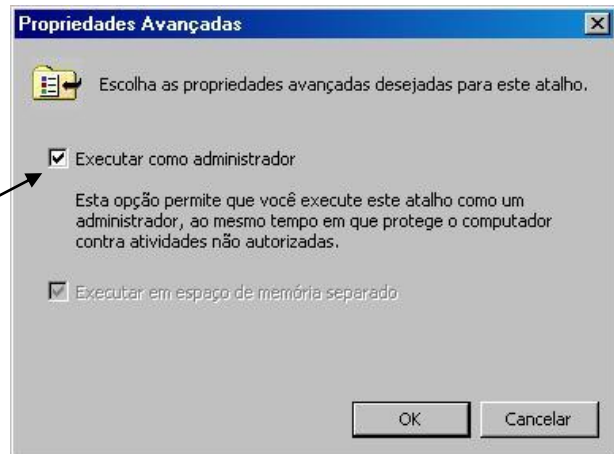 Propriedades Avançadas
Escolha as propriedades avançadas desejadas para este atalho.
Executar como administrador
Esta opção permite que você execute este atalho como um
administrador, ao mesmo tempo em que protege o computador
contra atividades não autorizadas.
Executar em espaço de memória separado
OK
Cancelar